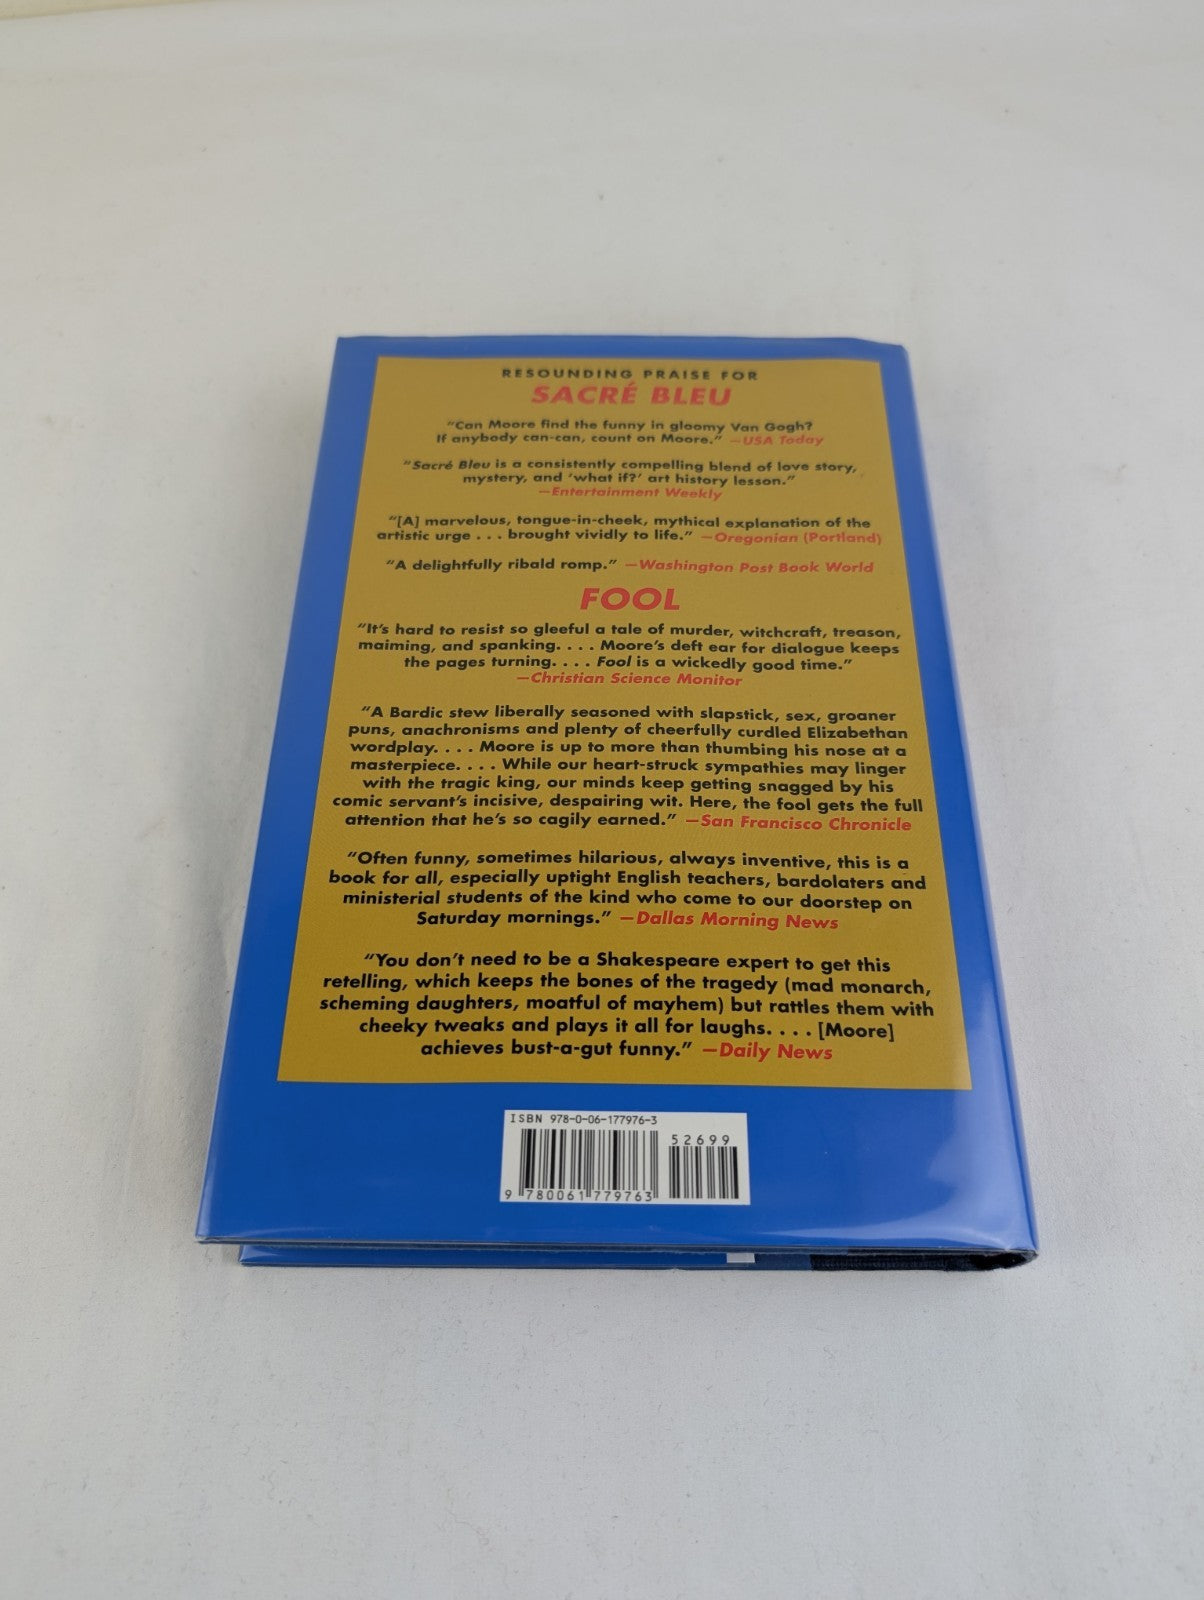 RESOUNDING PRAISE FOR
SACRÉ BLEU
“Can Moore find the funny in gloomy Van Gogh?
If anybody can-can, count on Moore.” —USA Today
“Sacré Bleu is a consistently compelling blend of love story,
mystery, and ‘what if?’ art history lesson.”
—Entertainment Weekly
“[A] marvelous, tongue-in-cheek, mythical explanation of the
artistic urge . . . brought vividly to life.” —Oregonian (Portland)
“A delightfully ribald romp.” —Washington Post Book World
FOOL
“It’s hard to resist so gleeful a tale of murder, witchcraft, treason,
maiming, and spanking. . . . Moore’s deft ear for dialogue keeps
the pages turning. . . . Fool is a wickedly good time.”
—Christian Science Monitor
“A Bardic stew liberally seasoned with slapstick, sex, groaner
puns, anachronisms and plenty of cheerfully curdled Elizabethan
wordplay. . . . Moore is up to more than thumbing his nose at a
masterpiece. . . . While our heart-struck sympathies may linger
with the tragic king, our minds keep getting snagged by his
comic servant’s incisive, despairing wit. Here, the fool gets the full
attention that he’s so cagily earned.” —San Francisco Chronicle
“Often funny, sometimes hilarious, always inventive, this is a
book for all, especially uptight English teachers, bardolaters and
ministerial students of the kind who come to our doorstep on
Saturday mornings.” —Dallas Morning News
“You don’t need to be a Shakespeare expert to get this
retelling, which keeps the bones of the tragedy (mad monarch,
scheming daughters, moatful of mayhem) but rattles them with
cheeky tweaks and plays it all for laughs. . . . [Moore]
achieves bust-a-gut funny.” —Daily News
ISBN 978-0-06-177976-3
52699
9 780061 779763